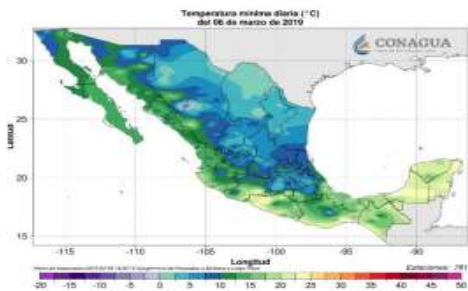 Temperatura mínima diaria (°C)
del 06 de marzo de 2019
CONAGUA
Latitud
30
25
20
15
-115
-110
-105
-100
-95
-90
Longitud
Estaciones: 781
-20 -15 -10 -5 0 5 10 15 20 25 30 35 40 45 50